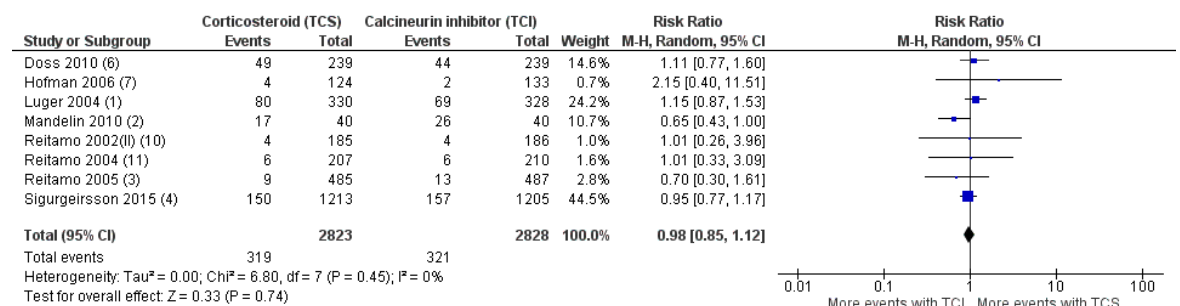 Corticosteroid (TCS) Calcineurin inhibitor (TCI) Risk Ratio Risk Ratio
Study or Subgroup Events Total Events Total Weight M-H, Random, 95% CI M-H, Random, 95% CI
Doss 2010 (6) 49 239 44 239 14.6% 1.11 [0.77, 1.60]
Hofman 2006 (7) 4 124 2 133 0.7% 2.15 [0.40, 11.51]
Luger 2004 (1) 80 330 69 328 24.2% 1.15 [0.87, 1.53]
Mandelin 2010 (2) 17 40 26 40 10.7% 0.65 [0.43, 1.00]
Reitamo 2002(II) (10) 4 185 4 186 1.0% 1.01 [0.26, 3.96]
Reitamo 2004 (11) 6 207 6 210 1.6% 1.01 [0.33, 3.09]
Reitamo 2005 (3) 9 485 13 487 2.8% 0.70 [0.30, 1.61]
Sigurgeirsson 2015 (4) 150 1213 157 1205 44.5% 0.95 [0.77, 1.17]
Total (95% CI) 2823 2828 100.0% 0.98 [0.85, 1.12]
Total events 319 321
Heterogeneity: Tau² = 0.00; Chi² = 6.80, df = 7 (P = 0.45); I² = 0%
Test for overall effect: Z = 0.33 (P = 0.74)
0.01 0.1 1 10 100
More events with TCI More events with TCS